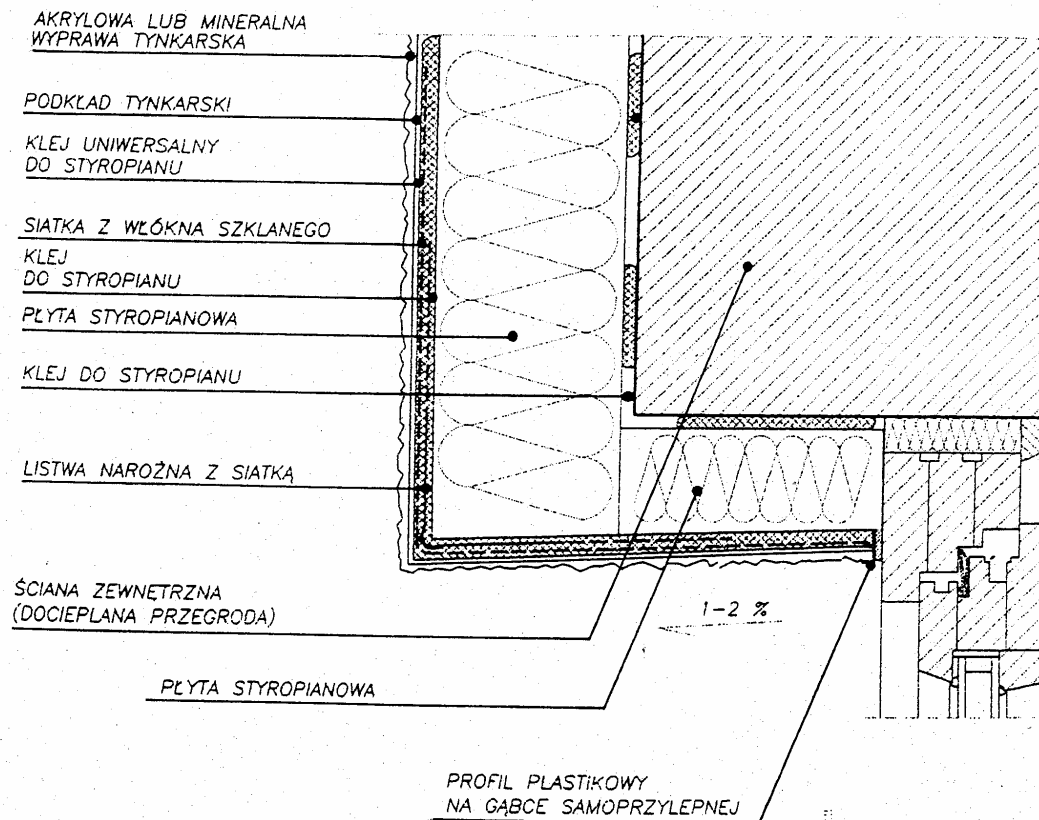 AKRYLOWA LUB MINERALNA
WYPRAWA TYNKARSKA
PODKŁAD TYNKARSKI
KLEJ UNIWERSALNY
DO STYROPIANU
SIATKA Z WŁÓKNA SZKLANEGO
KLEJ
DO STYROPIANU
PŁYTA STYROPIANOWA
KLEJ DO STYROPIANU
LISTWA NAROŻNA Z SIATKĄ
ŚCIANA ZEWNĘTRZNA
(DOCIEPLANA PRZEGRODA)
1-2 %
PŁYTA STYROPIANOWA
PROFIL PLASTIKOWY
NA GĄBCE SAMOPRZYLEPNEJ